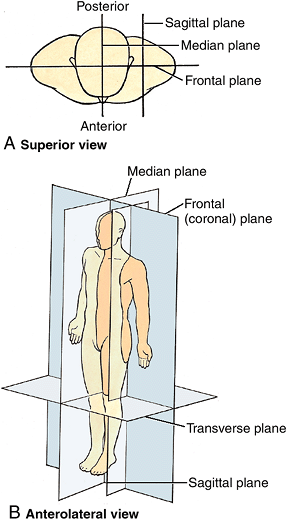 Posterior
Sagittal plane
Median plane
Frontal plane
Anterior
A Superior view
Median plane
Frontal
(coronal) plane
Transverse plane
Sagittal plane
B Anterolateral view